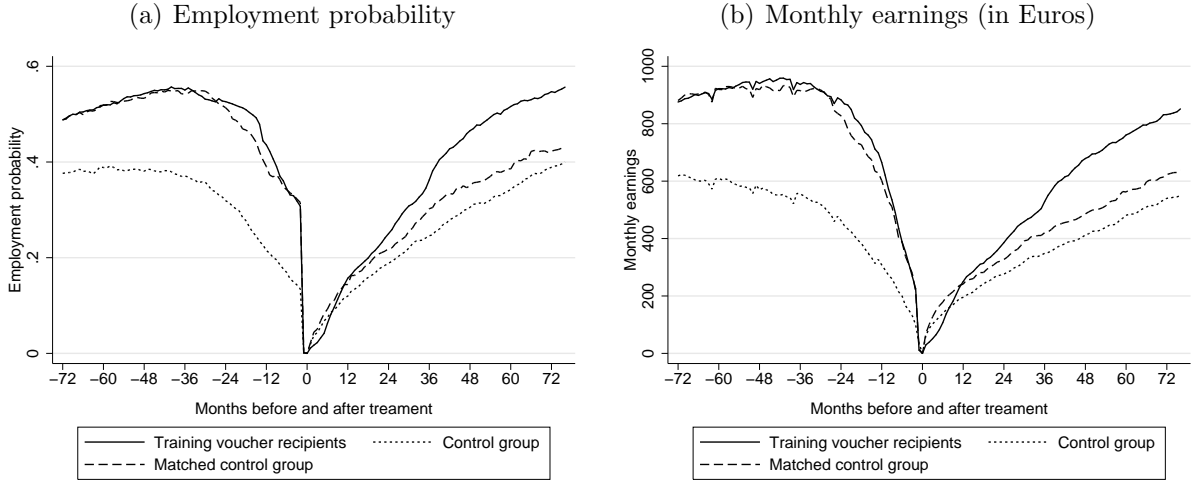 (a) Employment probability
Employment probability
.6
.4
.2
0
−72 −60 −48 −36 −24 −12 0 12 24 36 48 60 72
Months before and after treament
Training voucher recipients Control group
Matched control group
(b) Monthly earnings (in Euros)
Monthly earnings
1000
800
600
400
200
0
−72 −60 −48 −36 −24 −12 0 12 24 36 48 60 72
Months before and after treament
Training voucher recipients Control group
Matched control group